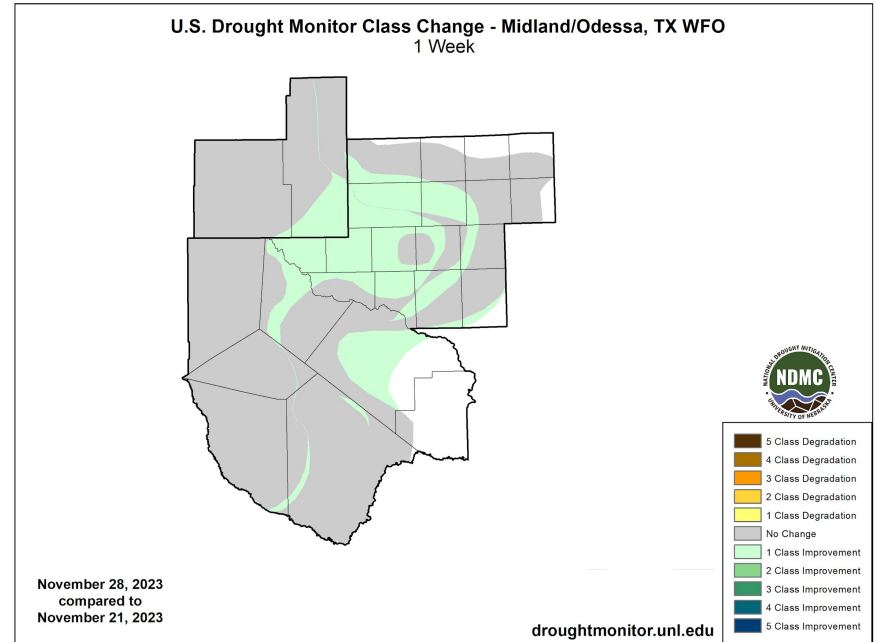 U.S. Drought Monitor Class Change - Midland/Odessa, TX WFO
1 Week
NATIONAL DROUGHT MITIGATION CENTER
NDMC
UNIVERSITY OF NEBRASKA
5 Class Degradation
4 Class Degradation
3 Class Degradation
2 Class Degradation
1 Class Degradation
No Change
1 Class Improvement
2 Class Improvement
3 Class Improvement
4 Class Improvement
5 Class Improvement
November 28, 2023
compared to
November 21, 2023
droughtmonitor.unl.edu